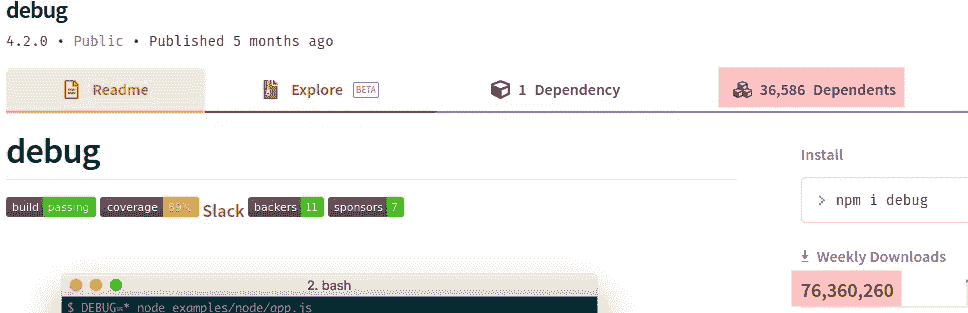 debug
4.2.0 • Public • Published 5 months ago
Readme
Explore BETA
1 Dependency
36,586 Dependents
debug
build passing coverage 89% Slack backers 11 sponsors 7
Install
> npm i debug
Weekly Downloads
76,360,260
2. bash
$ DEBUG=* node examples/node/app.js